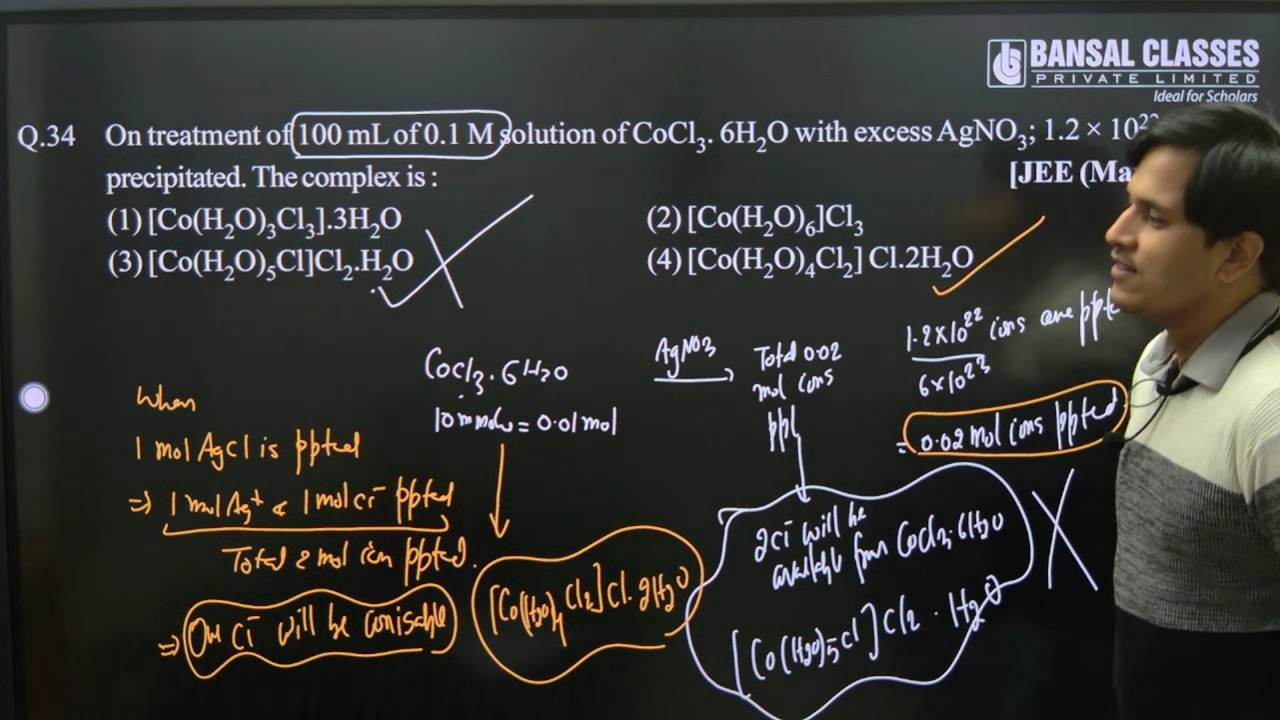 BANSAL CLASSES
PRIVATE LIMITED
Ideal for Scholars
Q.34 On treatment of 100 mL of 0.1 M solution of CoCl₃. 6H₂O with excess AgNO₃; 1.2 × 10²²
precipitated. The complex is : [JEE (Ma
(1) [Co(H₂O)₃Cl₃].3H₂O (2) [Co(H₂O)₆]Cl₃
(3) [Co(H₂O)₅Cl]Cl₂.H₂O (4) [Co(H₂O)₄Cl₂] Cl.2H₂O
When
1 mol AgCl is ppted
⇒ 1 mol Ag⁺ & 1 mol Cl⁻ ppted
Total 2 mol ion ppted.
⇒ One Cl⁻ will be ionisable
CoCl₃. 6H₂O
10 mmole = 0.01 mol
[Co(H₂O)₄Cl₂]Cl.2H₂O
AgNO₃
Total 0.02
mol ions
ppt
1.2×10²² ions are ppte
6×10²³
= 0.02 mol ions ppted
2Cl⁻ will be
available from CoCl₃.6H₂O
[Co(H₂O)₅Cl]Cl₂.H₂O